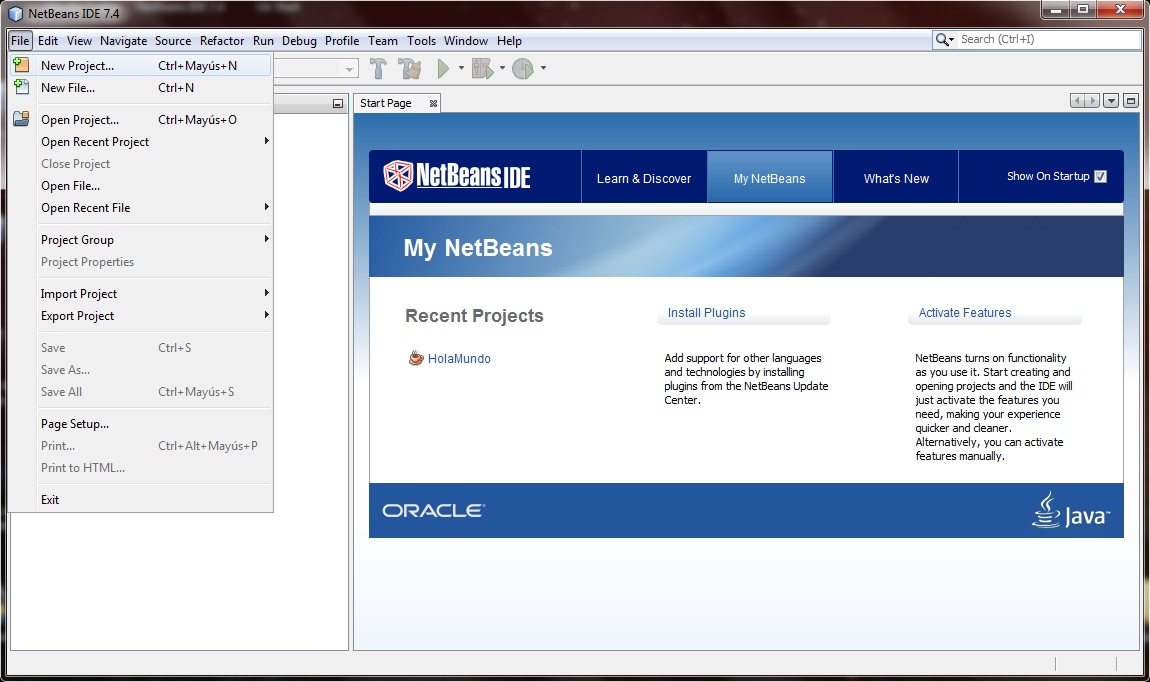 NetBeans IDE 7.4
File Edit View Navigate Source Refactor Run Debug Profile Team Tools Window Help
Search (Ctrl+I)
New Project... Ctrl+Mayús+N
New File... Ctrl+N
Open Project... Ctrl+Mayús+O
Open Recent Project
Close Project
Open File...
Open Recent File
Project Group
Project Properties
Import Project
Export Project
Save Ctrl+S
Save As...
Save All Ctrl+Mayús+S
Page Setup...
Print... Ctrl+Alt+Mayús+P
Print to HTML...
Exit
Start Page
NetBeans IDE
Learn & Discover
My NetBeans
What's New
Show On Startup
My NetBeans
Recent Projects
HolaMundo
Install Plugins
Add support for other languages
and technologies by installing
plugins from the NetBeans Update
Center.
Activate Features
NetBeans turns on functionality
as you use it. Start creating and
opening projects and the IDE will
just activate the features you
need, making your experience
quicker and cleaner.
Alternatively, you can activate
features manually.
ORACLE
Java™